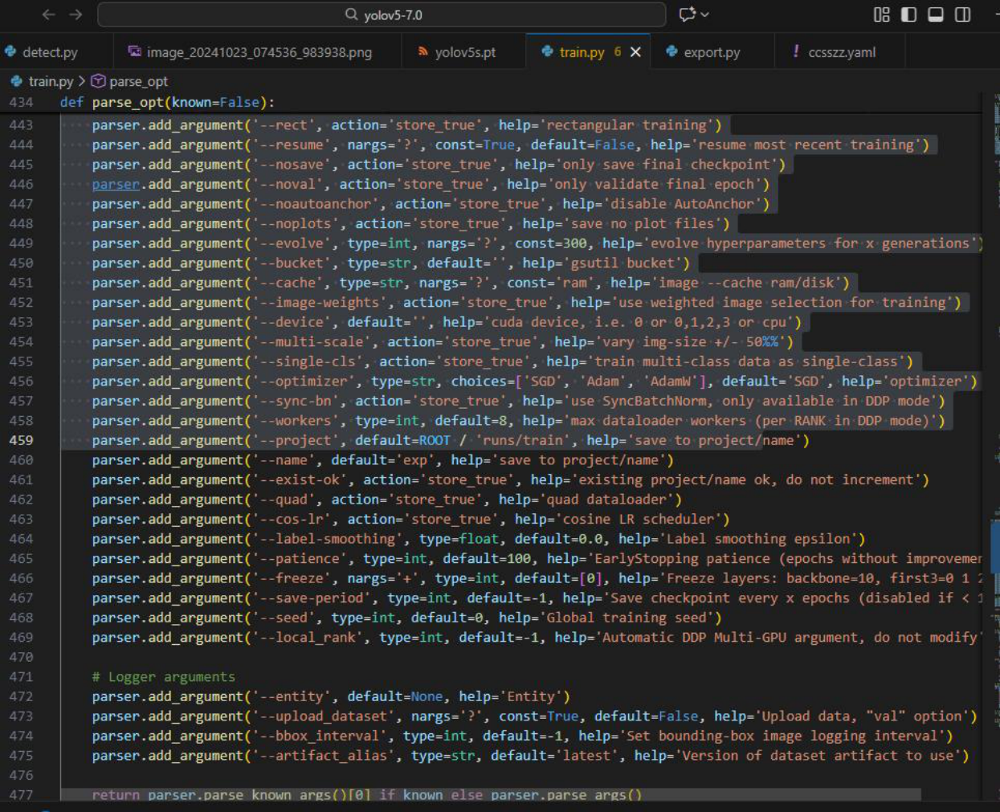 yolov5-7.0
detect.py image_20241023_074536_983938.png yolov5s.pt train.py 6 export.py ! ccsszz.yaml
train.py > parse_opt
434 def parse_opt(known=False):
443 parser.add_argument('--rect', action='store_true', help='rectangular training')
444 parser.add_argument('--resume', nargs='?', const=True, default=False, help='resume most recent training')
445 parser.add_argument('--nosave', action='store_true', help='only save final checkpoint')
446 parser.add_argument('--noval', action='store_true', help='only validate final epoch')
447 parser.add_argument('--noautoanchor', action='store_true', help='disable AutoAnchor')
448 parser.add_argument('--noplots', action='store_true', help='save no plot files')
449 parser.add_argument('--evolve', type=int, nargs='?', const=300, help='evolve hyperparameters for x generations')
450 parser.add_argument('--bucket', type=str, default='', help='gsutil bucket')
451 parser.add_argument('--cache', type=str, nargs='?', const='ram', help='image --cache ram/disk')
452 parser.add_argument('--image-weights', action='store_true', help='use weighted image selection for training')
453 parser.add_argument('--device', default='', help='cuda device, i.e. 0 or 0,1,2,3 or cpu')
454 parser.add_argument('--multi-scale', action='store_true', help='vary img-size +/- 50%%')
455 parser.add_argument('--single-cls', action='store_true', help='train multi-class data as single-class')
456 parser.add_argument('--optimizer', type=str, choices=['SGD', 'Adam', 'AdamW'], default='SGD', help='optimizer')
457 parser.add_argument('--sync-bn', action='store_true', help='use SyncBatchNorm, only available in DDP mode')
458 parser.add_argument('--workers', type=int, default=8, help='max dataloader workers (per RANK in DDP mode)')
459 parser.add_argument('--project', default=ROOT / 'runs/train', help='save to project/name')
460 parser.add_argument('--name', default='exp', help='save to project/name')
461 parser.add_argument('--exist-ok', action='store_true', help='existing project/name ok, do not increment')
462 parser.add_argument('--quad', action='store_true', help='quad dataloader')
463 parser.add_argument('--cos-lr', action='store_true', help='cosine LR scheduler')
464 parser.add_argument('--label-smoothing', type=float, default=0.0, help='Label smoothing epsilon')
465 parser.add_argument('--patience', type=int, default=100, help='EarlyStopping patience (epochs without improvemen
466 parser.add_argument('--freeze', nargs='+', type=int, default=[0], help='Freeze layers: backbone=10, first3=0 1 2
467 parser.add_argument('--save-period', type=int, default=-1, help='Save checkpoint every x epochs (disabled if < 1
468 parser.add_argument('--seed', type=int, default=0, help='Global training seed')
469 parser.add_argument('--local_rank', type=int, default=-1, help='Automatic DDP Multi-GPU argument, do not modify'
470
471 # Logger arguments
472 parser.add_argument('--entity', default=None, help='Entity')
473 parser.add_argument('--upload_dataset', nargs='?', const=True, default=False, help='Upload data, "val" option')
474 parser.add_argument('--bbox_interval', type=int, default=-1, help='Set bounding-box image logging interval')
475 parser.add_argument('--artifact_alias', type=str, default='latest', help='Version of dataset artifact to use')
476
477 return parser.parse_known_args()[0] if known else parser.parse_args()